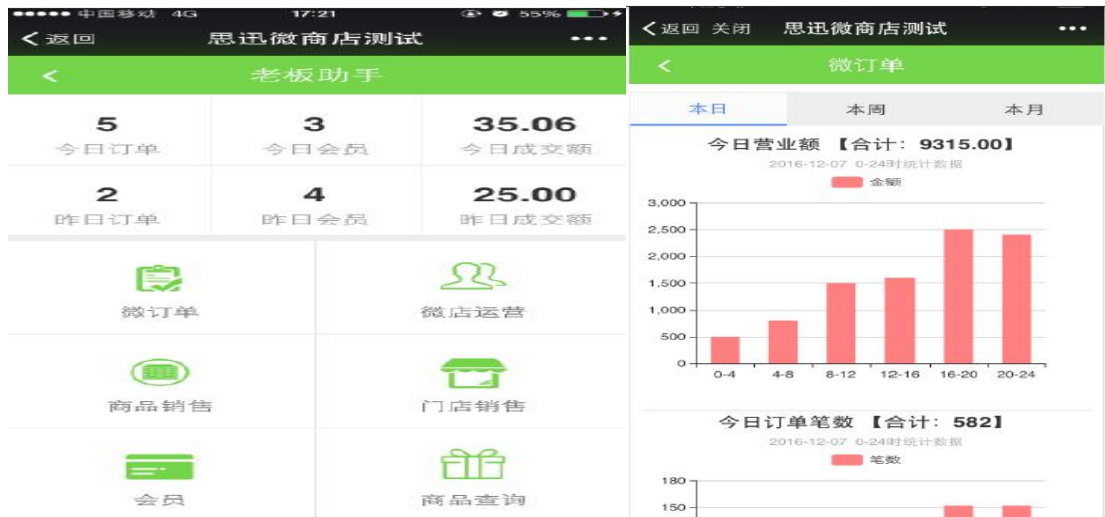 ●●●●● 中国移动 4G 17:21 55%
返回 思迅微商店测试 •••
老板助手
5 3 35.06
今日订单 今日会员 今日成交额
2 4 25.00
昨日订单 昨日会员 昨日成交额
微订单 微店运营
商品销售 门店销售
会员 商品查询
返回 关闭 思迅微商店测试 •••
微订单
本日 本周 本月
今日营业额 【合计：9315.00】
2016-12-07 0-24时统计数据
金额
3,000
2,500
2,000
1,500
1,000
500
0
0-4 4-8 8-12 12-16 16-20 20-24
今日订单笔数 【合计：582】
2016-12-07 0-24时统计数据
笔数
180
150